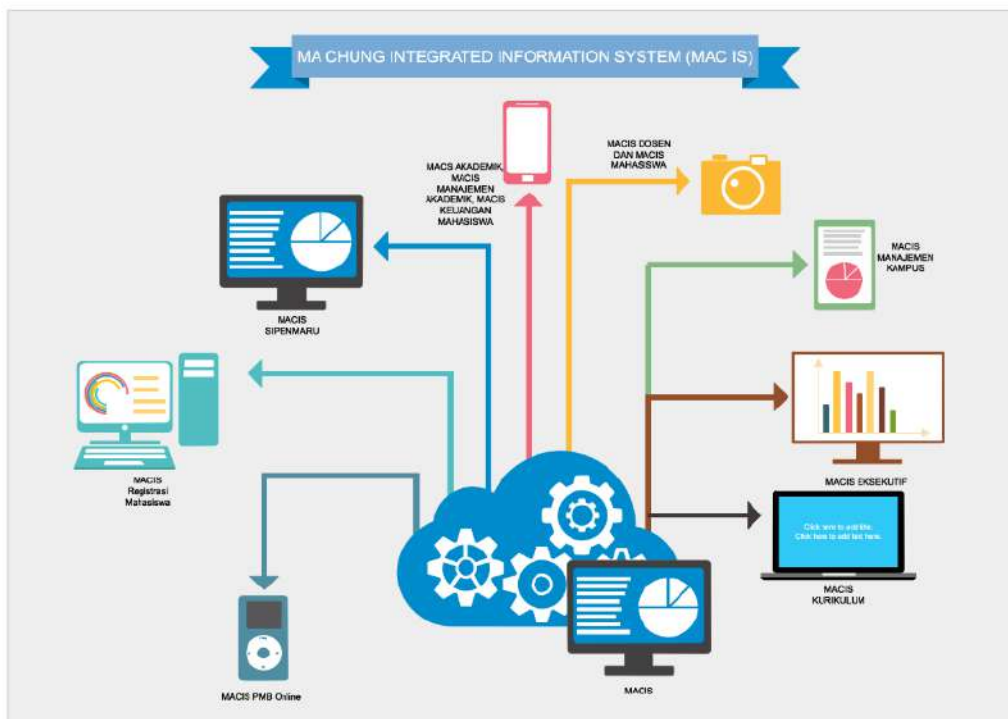 MA CHUNG INTEGRATED INFORMATION SYSTEM (MAC IS)
MACS AKADEMIK,
MACIS
MANAJEMEN
AKADEMIK, MACIS
KEUANGAN
MAHASISWA
MACIS DOSEN
DAN MACIS
MAHASISWA
MACIS
MANAJEMEN
KAMPUS
MACIS
SIPENMARU
MACIS
Registrasi
Mahasiswa
MACIS EKSEKUTIF
Click here to add title.
Click here to add text here.
MACIS
KURIKULUM
MACIS PMB Online
MACIS